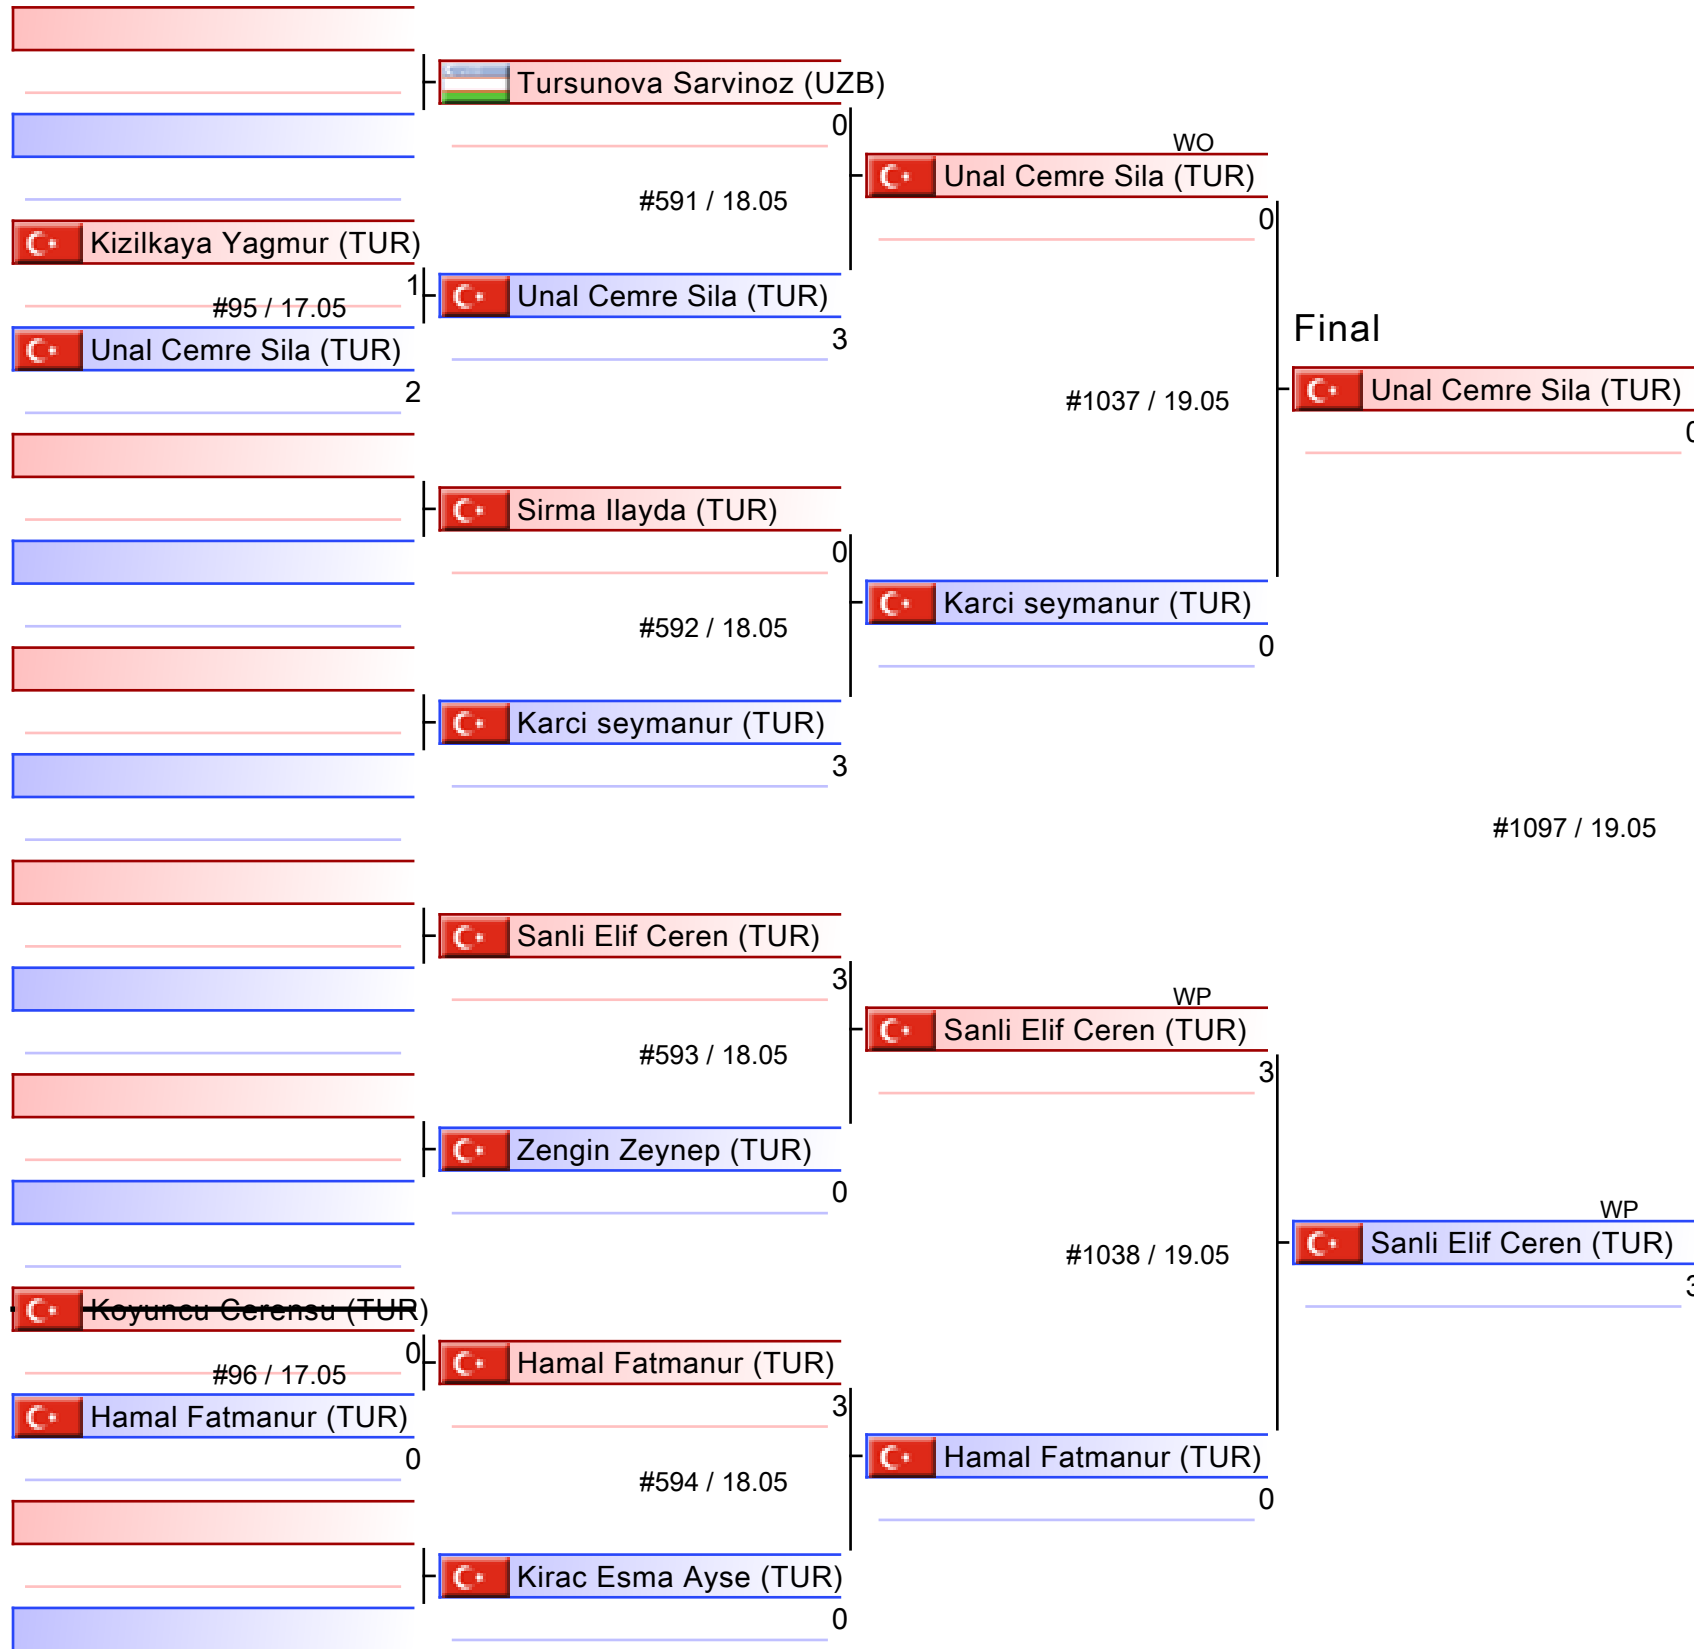 Tursunova Sarvinoz (UZB)
0
WO
Unal Cemre Sila (TUR)
#591 / 18.05
0
Kizilkaya Yagmur (TUR)
1
Unal Cemre Sila (TUR)
#95 / 17.05
Final
Unal Cemre Sila (TUR)
3
2
Unal Cemre Sila (TUR)
#1037 / 19.05
0
Sirma Ilayda (TUR)
0
Karci seymanur (TUR)
#592 / 18.05
0
Karci seymanur (TUR)
3
#1097 / 19.05
Sanli Elif Ceren (TUR)
3
WP
Sanli Elif Ceren (TUR)
#593 / 18.05
3
Zengin Zeynep (TUR)
0
WP
Sanli Elif Ceren (TUR)
#1038 / 19.05
3
Koyuncu Cerensu (TUR)
0
Hamal Fatmanur (TUR)
#96 / 17.05
3
Hamal Fatmanur (TUR)
0
Hamal Fatmanur (TUR)
#594 / 18.05
0
Kirac Esma Ayse (TUR)
0